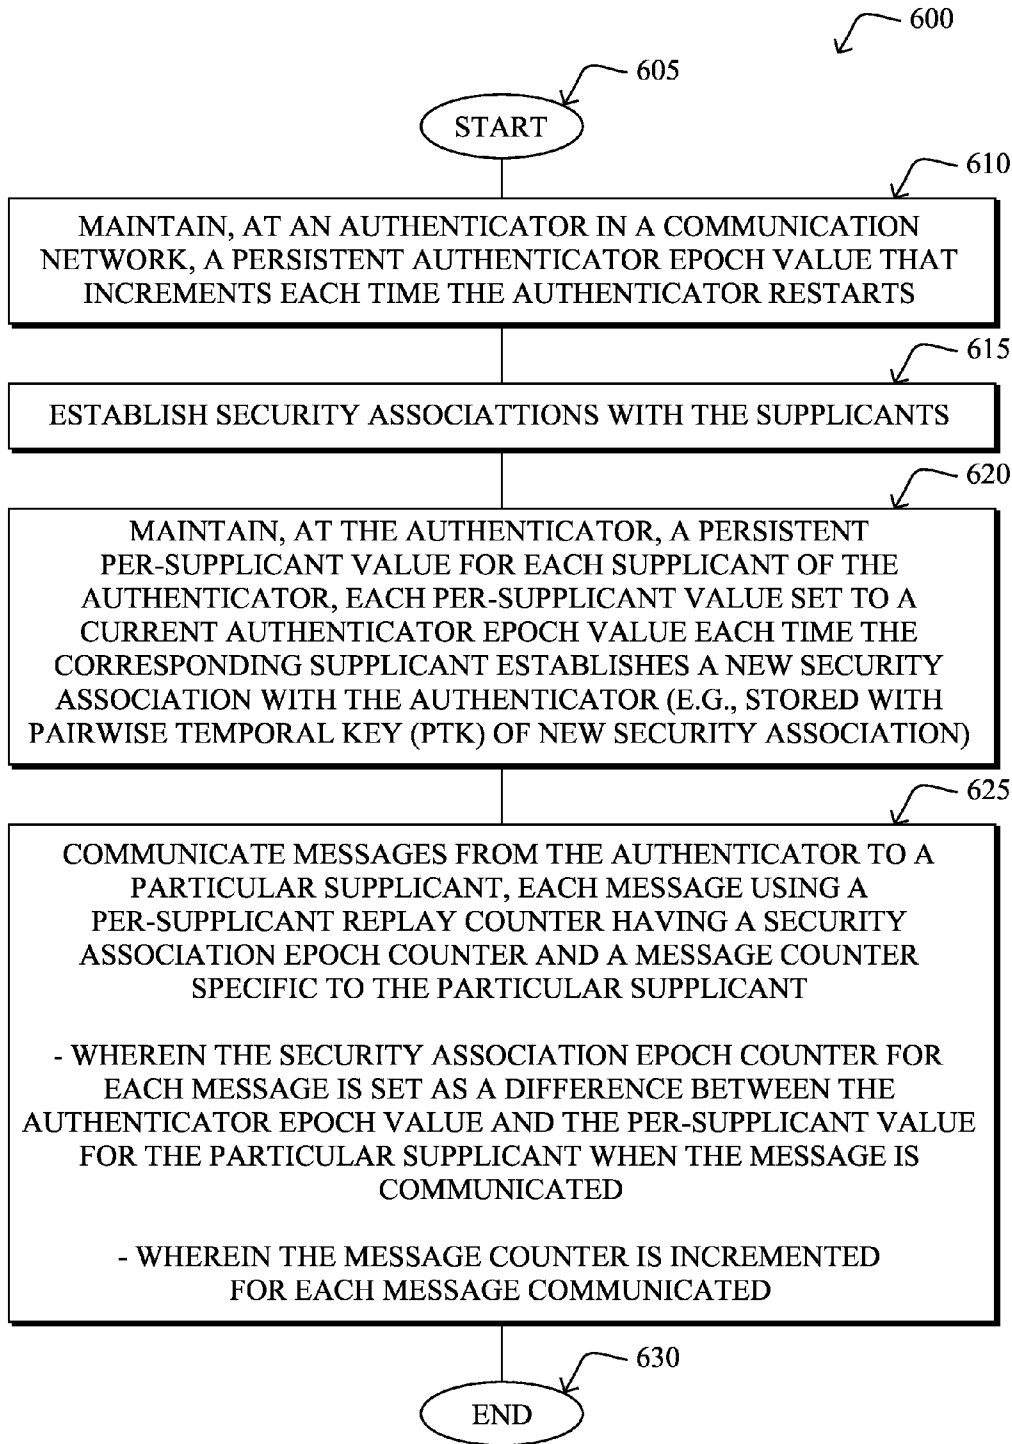 600
605
START
610
MAINTAIN, AT AN AUTHENTICATOR IN A COMMUNICATION
NETWORK, A PERSISTENT AUTHENTICATOR EPOCH VALUE THAT
INCREMENTS EACH TIME THE AUTHENTICATOR RESTARTS
615
ESTABLISH SECURITY ASSOCIATTIONS WITH THE SUPPLICANTS
620
MAINTAIN, AT THE AUTHENTICATOR, A PERSISTENT
PER-SUPPLICANT VALUE FOR EACH SUPPLICANT OF THE
AUTHENTICATOR, EACH PER-SUPPLICANT VALUE SET TO A
CURRENT AUTHENTICATOR EPOCH VALUE EACH TIME THE
CORRESPONDING SUPPLICANT ESTABLISHES A NEW SECURITY
ASSOCIATION WITH THE AUTHENTICATOR (E.G., STORED WITH
PAIRWISE TEMPORAL KEY (PTK) OF NEW SECURITY ASSOCIATION)
625
COMMUNICATE MESSAGES FROM THE AUTHENTICATOR TO A
PARTICULAR SUPPLICANT, EACH MESSAGE USING A
PER-SUPPLICANT REPLAY COUNTER HAVING A SECURITY
ASSOCIATION EPOCH COUNTER AND A MESSAGE COUNTER
SPECIFIC TO THE PARTICULAR SUPPLICANT
- WHEREIN THE SECURITY ASSOCIATION EPOCH COUNTER FOR
EACH MESSAGE IS SET AS A DIFFERENCE BETWEEN THE
AUTHENTICATOR EPOCH VALUE AND THE PER-SUPPLICANT VALUE
FOR THE PARTICULAR SUPPLICANT WHEN THE MESSAGE IS
COMMUNICATED
- WHEREIN THE MESSAGE COUNTER IS INCREMENTED
FOR EACH MESSAGE COMMUNICATED
630
END